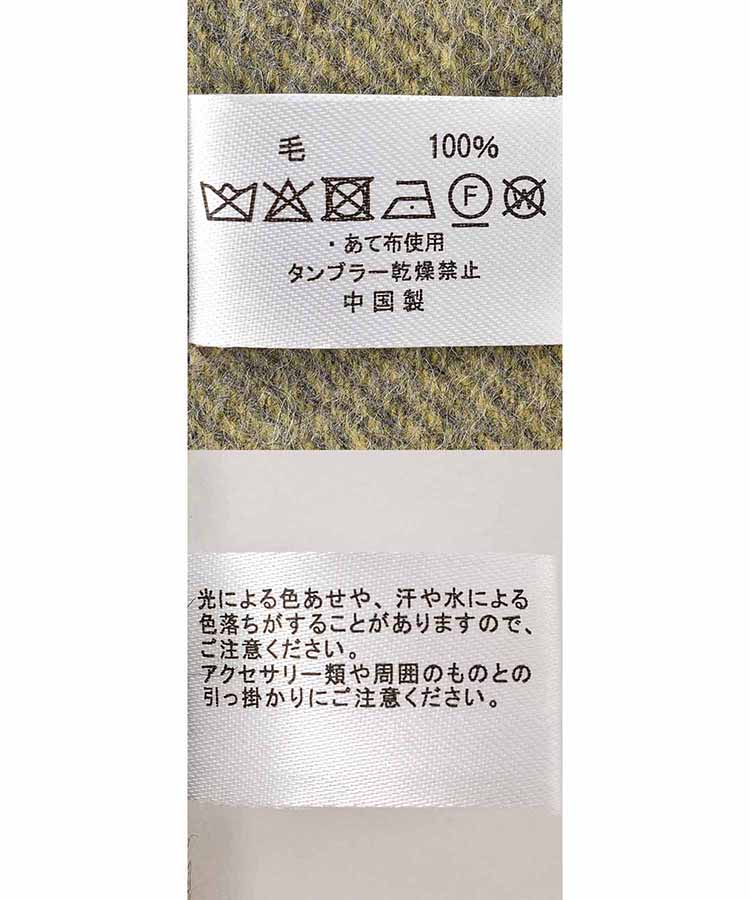 毛 100%
F W
・あて布使用
タンブラー乾燥禁止
中国製
光による色あせや、汗や水による
色落ちがすることがありますので、
ご注意ください。
アクセサリー類や周囲のものとの
引っ掛かりにご注意ください。